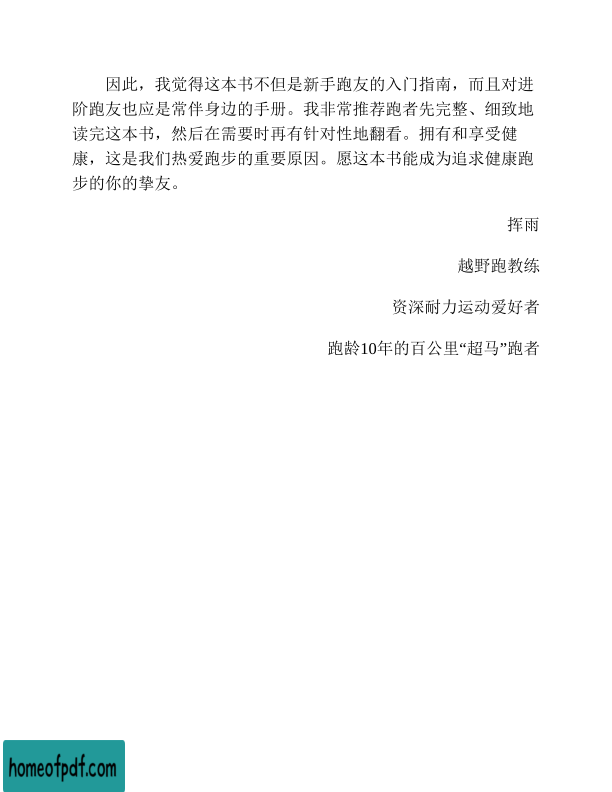 因此，我觉得这本书不但是新手跑友的入门指南，而且对进
阶跑友也应是常伴身边的手册。我非常推荐跑者先完整、细致地
读完这本书，然后在需要时再有针对性地翻看。拥有和享受健
康，这是我们热爱跑步的重要原因。愿这本书能成为追求健康跑
步的你的挚友。
挥雨
越野跑教练
资深耐力运动爱好者
跑龄10年的百公里“超马”跑者
homeofpdf.com